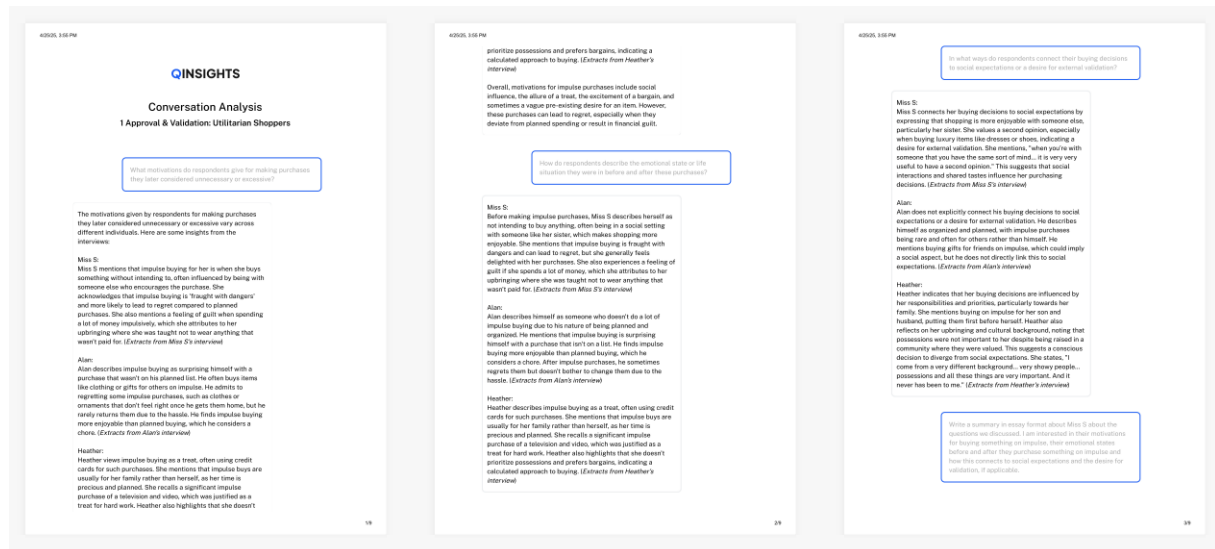 4/25/25, 3:55 PM
QINSIGHTS
Conversation Analysis
1 Approval & Validation: Utilitarian Shoppers
What motivations do respondents give for making purchases
they later considered unnecessary or excessive?
The motivations given by respondents for making purchases
they later considered unnecessary or excessive vary across
different individuals. Here are some insights from the
interviews:
Miss S:
Miss S mentions that impulse buying for her is when she buys
something without intending to, often influenced by being with
someone else who encourages the purchase. She
acknowledges that impulse buying is 'fraught with dangers'
and more likely to lead to regret compared to planned
purchases. She also mentions a feeling of guilt when spending
a lot of money impulsively, which she attributes to her
upbringing where she was taught not to wear anything that
wasn't paid for. (Extracts from Miss S's interview)
Alan:
Alan describes impulse buying as surprising himself with a
purchase that wasn't on his planned list. He often buys items
like clothing or gifts for others on impulse. He admits to
regretting some impulse purchases, such as clothes or
ornaments that don't feel right once he gets them home, but he
rarely returns them due to the hassle. He finds impulse buying
more enjoyable than planned buying, which he considers a
chore. (Extracts from Alan's interview)
Heather:
Heather views impulse buying as a treat, often using credit
cards for such purchases. She mentions that impulse buys are
usually for her family rather than herself, as her time is
precious and planned. She recalls a significant impulse
purchase of a television and video, which was justified as a
treat for hard work. Heather also highlights that she doesn't
1/9
4/25/25, 3:55 PM
prioritize possessions and prefers bargains, indicating a
calculated approach to buying. (Extracts from Heather's
interview)
Overall, motivations for impulse purchases include social
influence, the allure of a treat, the excitement of a bargain, and
sometimes a vague pre-existing desire for an item. However,
these purchases can lead to regret, especially when they
deviate from planned spending or result in financial guilt.
How do respondents describe the emotional state or life
situation they were in before and after these purchases?
Miss S:
Before making impulse purchases, Miss S describes herself as
not intending to buy anything, often being in a social setting
with someone like her sister, which makes shopping more
enjoyable. She mentions that impulse buying is fraught with
dangers and can lead to regret, but she generally feels
delighted with her purchases. She also experiences a feeling of
guilt if she spends a lot of money, which she attributes to her
upbringing where she was taught not to wear anything that
wasn't paid for. (Extracts from Miss S's interview)
Alan:
Alan describes himself as someone who doesn't do a lot of
impulse buying due to his nature of being planned and
organized. He mentions that impulse buying is surprising
himself with a purchase that isn't on a list. He finds impulse
buying more enjoyable than planned buying, which he
considers a chore. After impulse purchases, he sometimes
regrets them but doesn't bother to change them due to the
hassle. (Extracts from Alan's interview)
Heather:
Heather describes impulse buying as a treat, often using credit
cards for such purchases. She mentions that impulse buys are
usually for her family rather than herself, as her time is
precious and planned. She recalls a significant impulse
purchase of a television and video, which was justified as a
treat for hard work. Heather also highlights that she doesn't
prioritize possessions and prefers bargains, indicating a
calculated approach to buying. (Extracts from Heather's
interview)
2/9
4/25/25, 3:55 PM
In what ways do respondents connect their buying decisions
to social expectations or a desire for external validation?
Miss S:
Miss S connects her buying decisions to social expectations by
expressing that shopping is more enjoyable with someone else,
particularly her sister. She values a second opinion, especially
when buying luxury items like dresses or shoes, indicating a
desire for external validation. She mentions, "when you're with
someone that you have the same sort of mind... it is very very
useful to have a second opinion." This suggests that social
interactions and shared tastes influence her purchasing
decisions. (Extracts from Miss S's interview)
Alan:
Alan does not explicitly connect his buying decisions to social
expectations or a desire for external validation. He describes
himself as organized and planned, with impulse purchases
being rare and often for others rather than himself. He
mentions buying gifts for friends on impulse, which could imply
a social aspect, but he does not directly link this to social
expectations. (Extracts from Alan's interview)
Heather:
Heather indicates that her buying decisions are influenced by
her responsibilities and priorities, particularly towards her
family. She mentions buying on impulse for her son and
husband, putting them first before herself. Heather also
reflects on her upbringing and cultural background, noting that
possessions were not important to her despite being raised in a
community where they were valued. This suggests a conscious
decision to diverge from social expectations. She states, "I
come from a very different background... very showy people...
possessions and all these things are very important. And it
never has been to me." (Extracts from Heather's interview)
Write a summary in essay format about Miss S about the
questions we discussed. I am interested in their motivations
for buying something on impulse, their emotional states
before and after they purchase something on impulse and
how this connects to social expectations and the desire for
validation, if applicable.
3/9